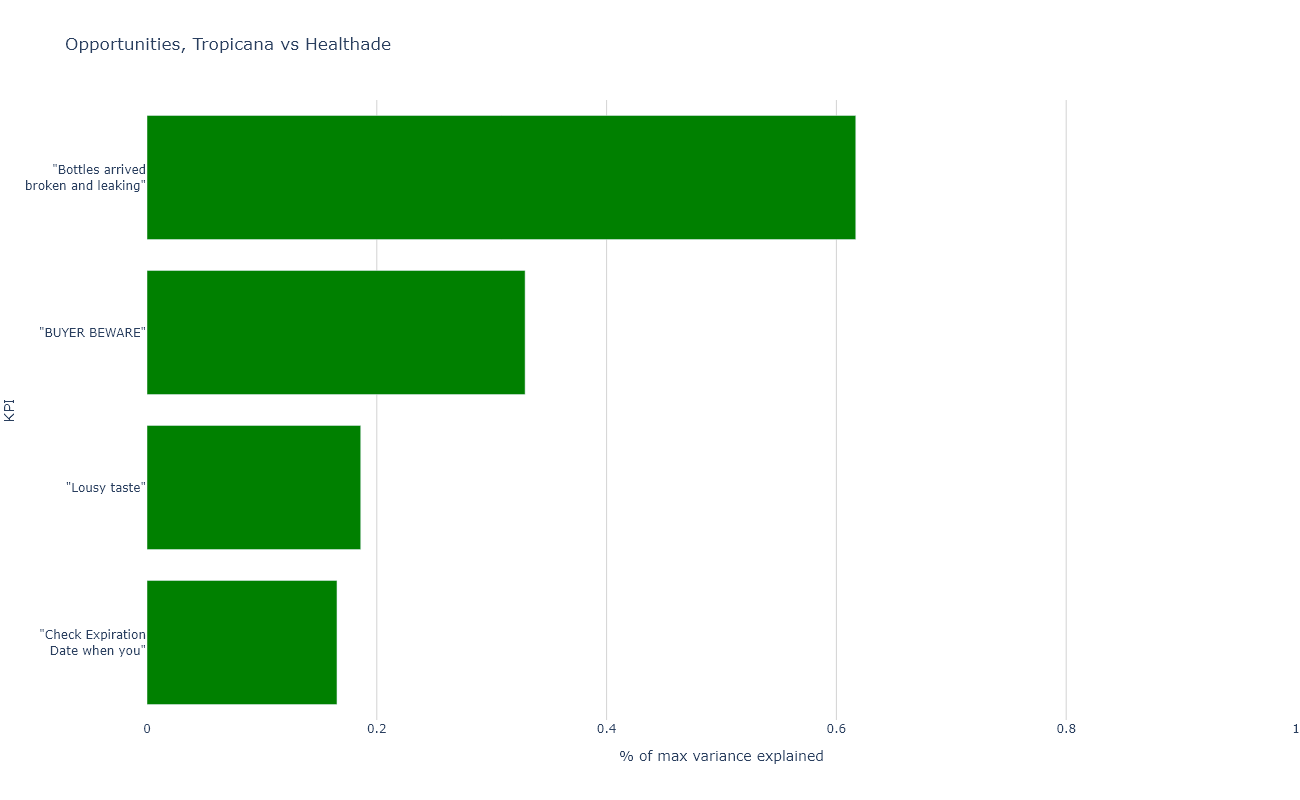 Opportunities, Tropicana vs Healthade
"Bottles arrived
broken and leaking"
"BUYER BEWARE"
KPI
"Lousy taste"
"Check Expiration
Date when you"
0
0.2
0.4
0.6
0.8
1
% of max variance explained